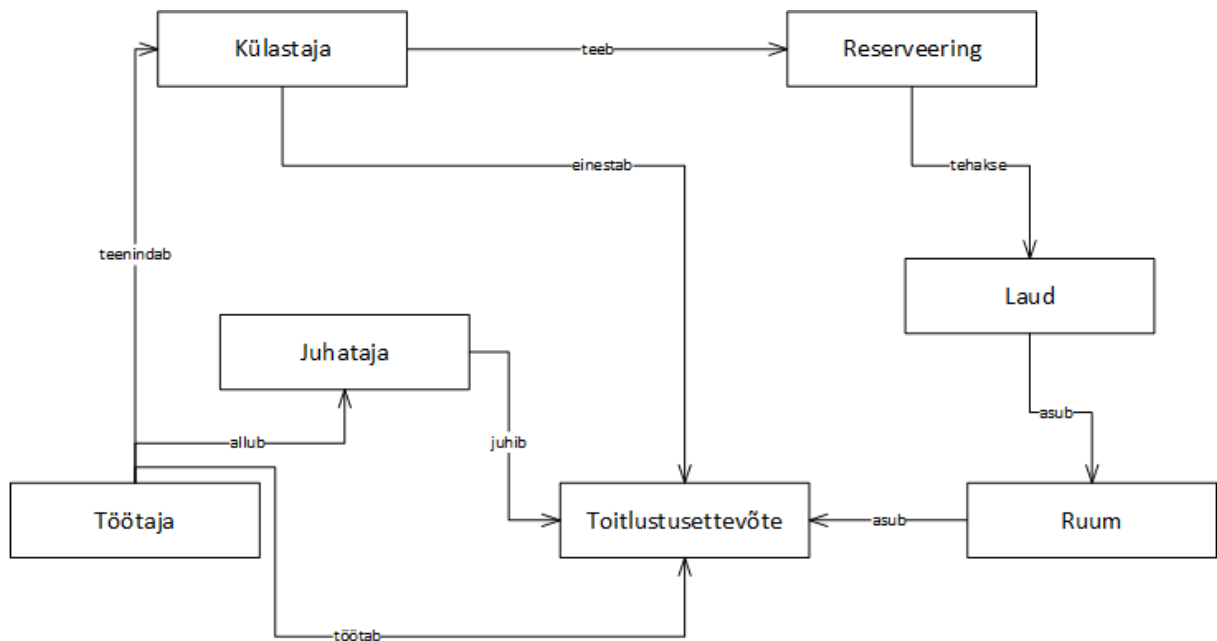 Külastaja
teeb
Reserveering
einestab
tehakse
teenindab
Laud
Juhataja
asub
allub
juhib
Töötaja
Toitlustusettevõte
asub
Ruum
töötab